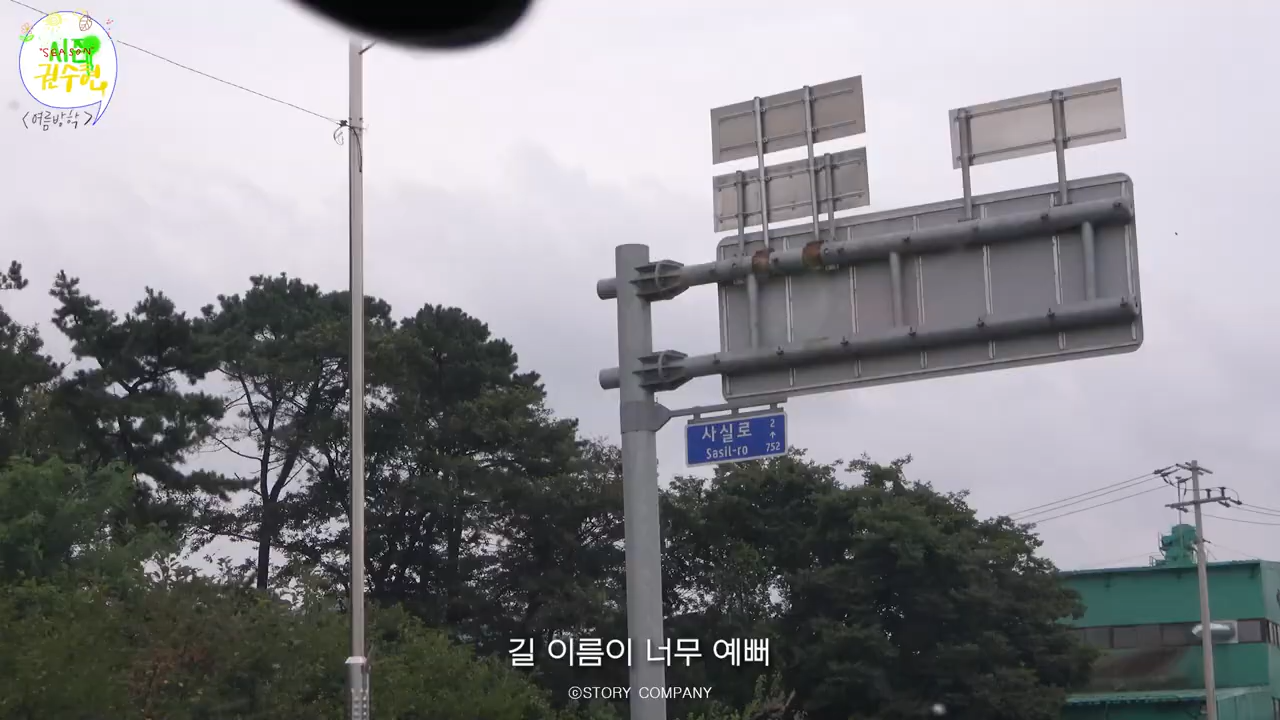 "SEASON"
시즌
권수현
<여름방학>
사실로 2
↑
Sasil-ro 752
길 이름이 너무 예뻐
©STORY COMPANY